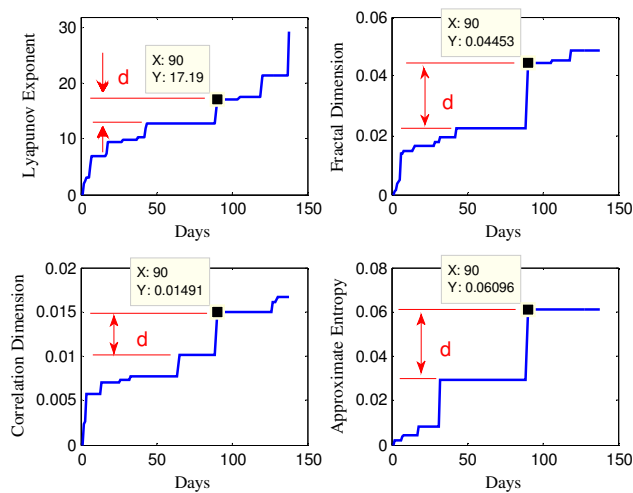 30
20
10
0
0 50 100 150
Lyapunov Exponent
Days
d
X: 90
Y: 17.19
0.06
0.04
0.02
0
0 50 100 150
Fractal Dimension
Days
d
X: 90
Y: 0.04453
0.02
0.015
0.01
0.005
0
0 50 100 150
Correlation Dimension
Days
d
X: 90
Y: 0.01491
0.08
0.06
0.04
0.02
0
0 50 100 150
Approximate Entropy
Days
d
X: 90
Y: 0.06096